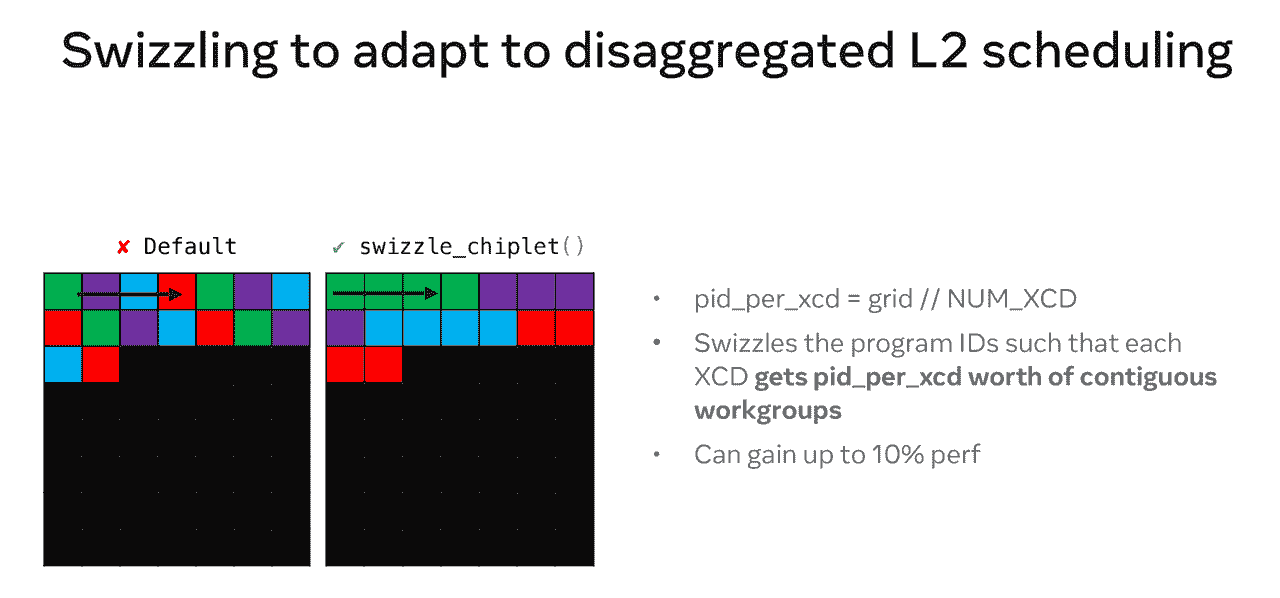 Swizzling to adapt to disaggregated L2 scheduling
✘ Default
✔ swizzle_chiplet()
• pid_per_xcd = grid // NUM_XCD
• Swizzles the program IDs such that each
XCD gets pid_per_xcd worth of contiguous
workgroups
• Can gain up to 10% perf